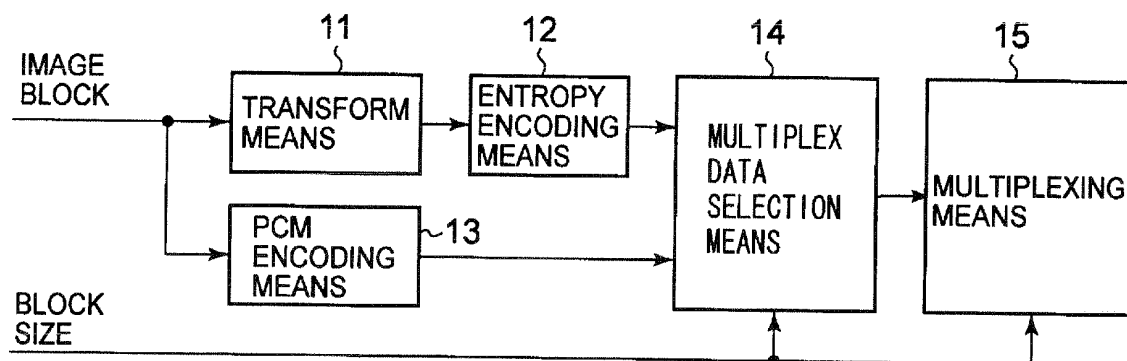 11
12
14
15
IMAGE
BLOCK
TRANSFORM
MEANS
ENTROPY
ENCODING
MEANS
MULTIPLEX
DATA
SELECTION
MEANS
MULTIPLEXING
MEANS
PCM
ENCODING
MEANS
13
BLOCK
SIZE